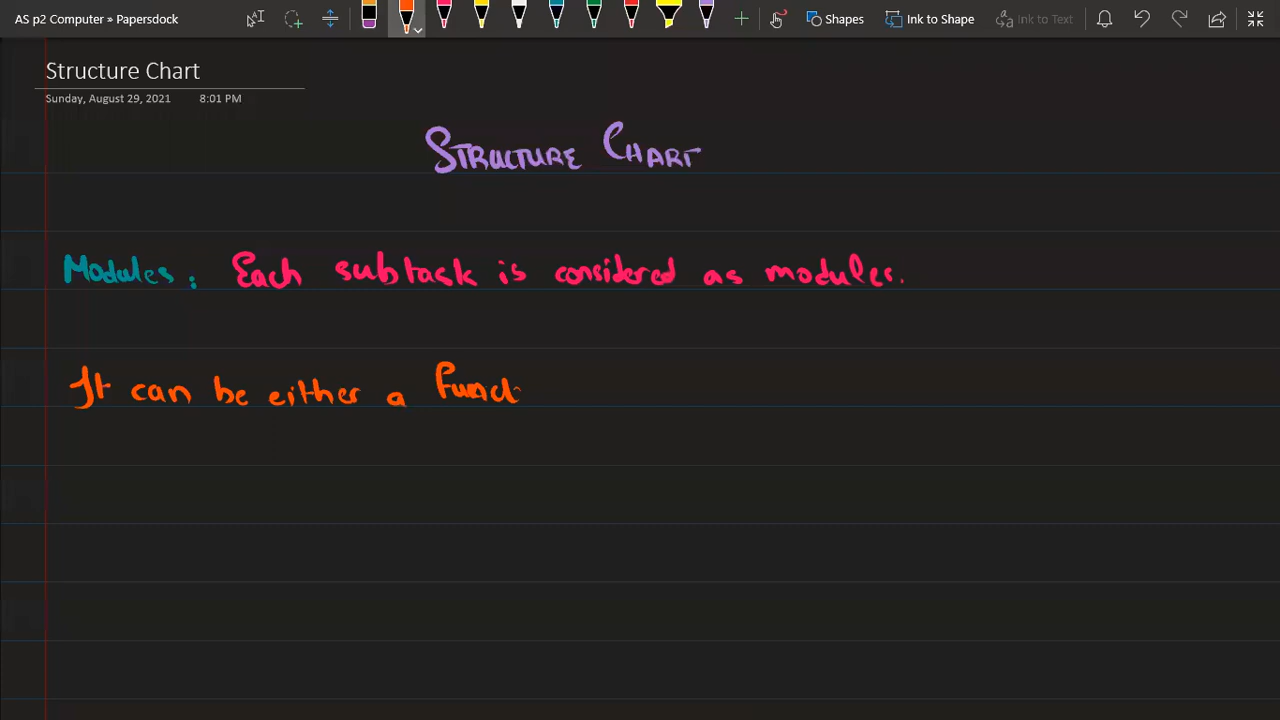 AS p2 Computer » Papersdock
Shapes
Ink to Shape
Ink to Text
Structure Chart
Sunday, August 29, 2021 8:01 PM
STRUCTURE CHART
Modules: Each subtask is considered as modules.
It can be either a Funct